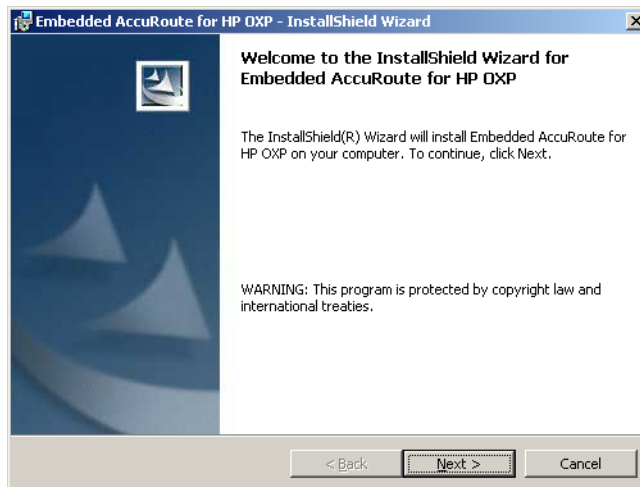 Embedded AccuRoute for HP OXP - InstallShield Wizard
Welcome to the InstallShield Wizard for
Embedded AccuRoute for HP OXP
The InstallShield(R) Wizard will install Embedded AccuRoute for
HP OXP on your computer. To continue, click Next.
WARNING: This program is protected by copyright law and
international treaties.
< Back
Next >
Cancel